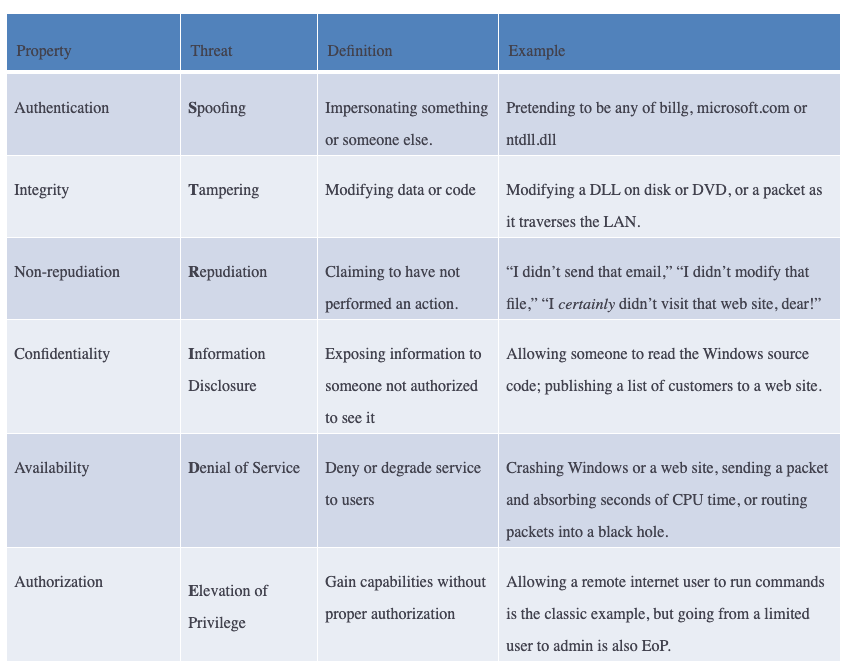 Property Threat Definition Example
Authentication Spoofing Impersonating something Pretending to be any of billg, microsoft.com or
or someone else. ntdll.dll
Integrity Tampering Modifying data or code Modifying a DLL on disk or DVD, or a packet as
it traverses the LAN.
Non-repudiation Repudiation Claiming to have not “I didn’t send that email,” “I didn’t modify that
performed an action. file,” “I certainly didn’t visit that web site, dear!”
Confidentiality Information Exposing information to Allowing someone to read the Windows source
Disclosure someone not authorized code; publishing a list of customers to a web site.
to see it
Availability Denial of Service Deny or degrade service Crashing Windows or a web site, sending a packet
to users and absorbing seconds of CPU time, or routing
packets into a black hole.
Authorization Elevation of Gain capabilities without Allowing a remote internet user to run commands
Privilege proper authorization is the classic example, but going from a limited
user to admin is also EoP.